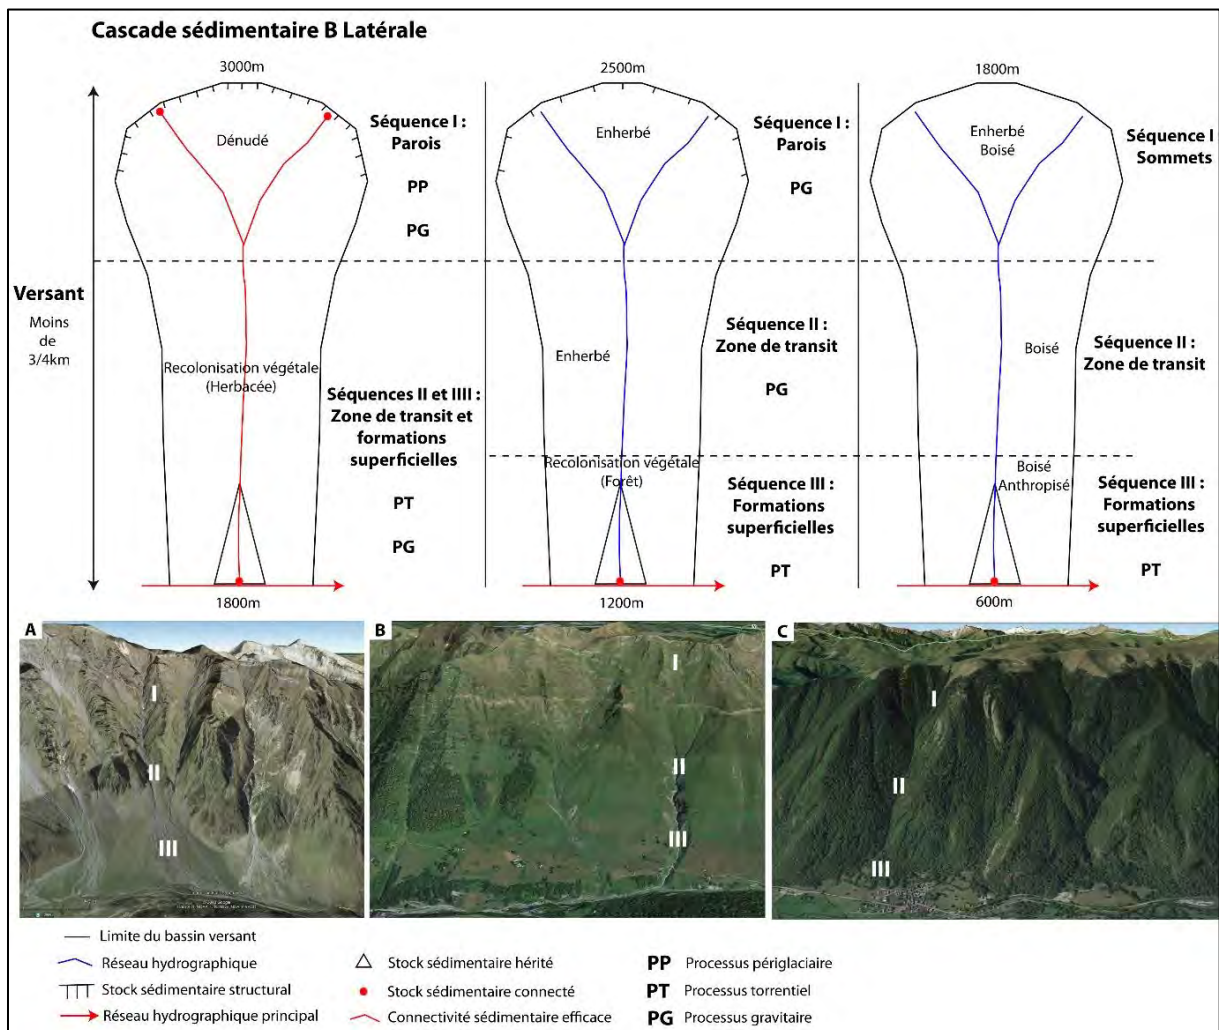 Cascade sédimentaire B Latérale
3000m
2500m
1800m
Versant
Moins
de
3/4km
Dénudé
Séquence I :
Parois
PP
PG
Recolonisation végétale
(Herbacée)
Séquences II et IIII :
Zone de transit et
formations
superficielles
PT
PG
1800m
Enherbé
Séquence I :
Parois
PG
Enherbé
Séquence II :
Zone de transit
PG
Recolonisation végétale
(Forêt)
Séquence III :
Formations
superficielles
PT
1200m
Enherbé
Boisé
Séquence I
Sommets
Boisé
Séquence II :
Zone de transit
Boisé
Anthropisé
Séquence III :
Formations
superficielles
PT
600m
A
I
II
III
B
I
II
III
C
I
II
III
Limite du bassin versant
Réseau hydrographique
Stock sédimentaire structural
Réseau hydrographique principal
Stock sédimentaire hérité
Stock sédimentaire connecté
Connectivité sédimentaire efficace
PP Processus périglaciaire
PT Processus torrentiel
PG Processus gravitaire